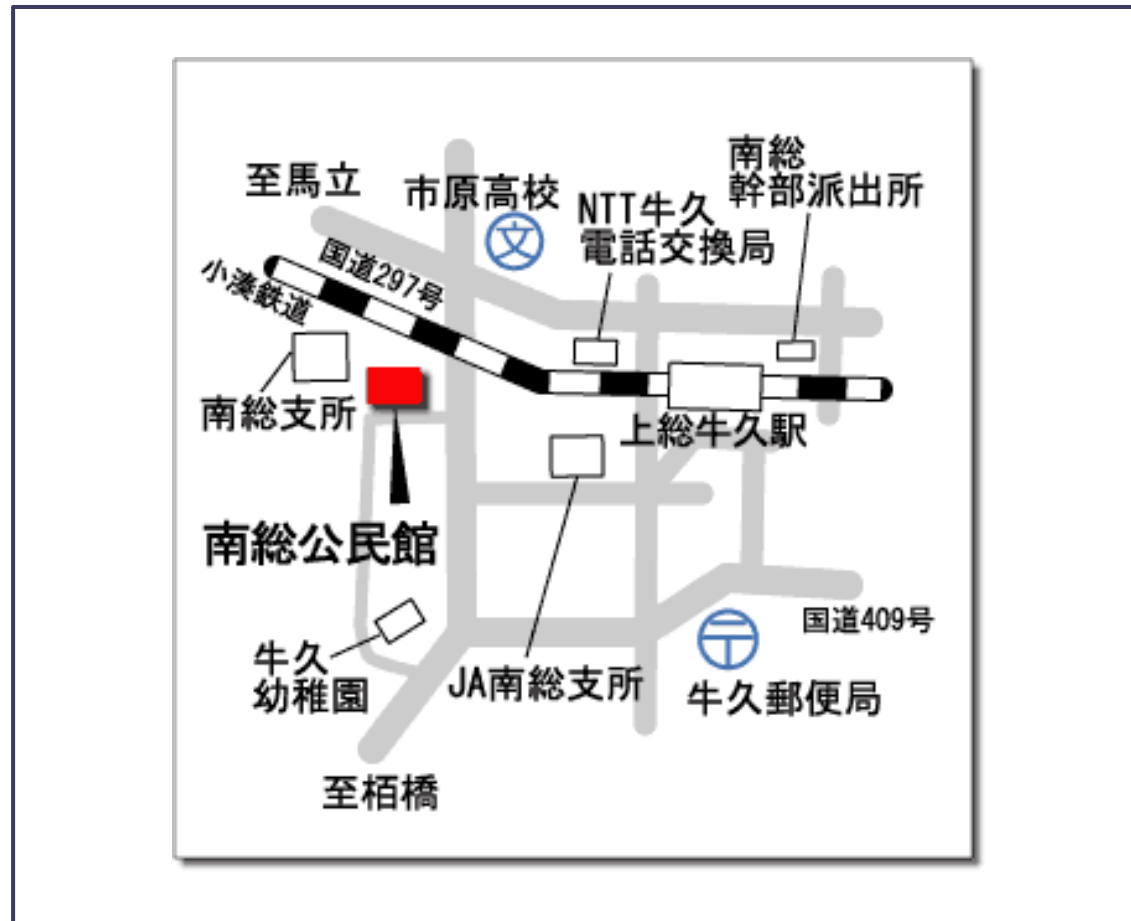 至馬立
市原高校
文
NTT牛久
電話交換局
南総
幹部派出所
国道297号
小湊鉄道
南総支所
上総牛久駅
南総公民館
牛久
幼稚園
JA南総支所
〒
国道409号
牛久郵便局
至栢橋